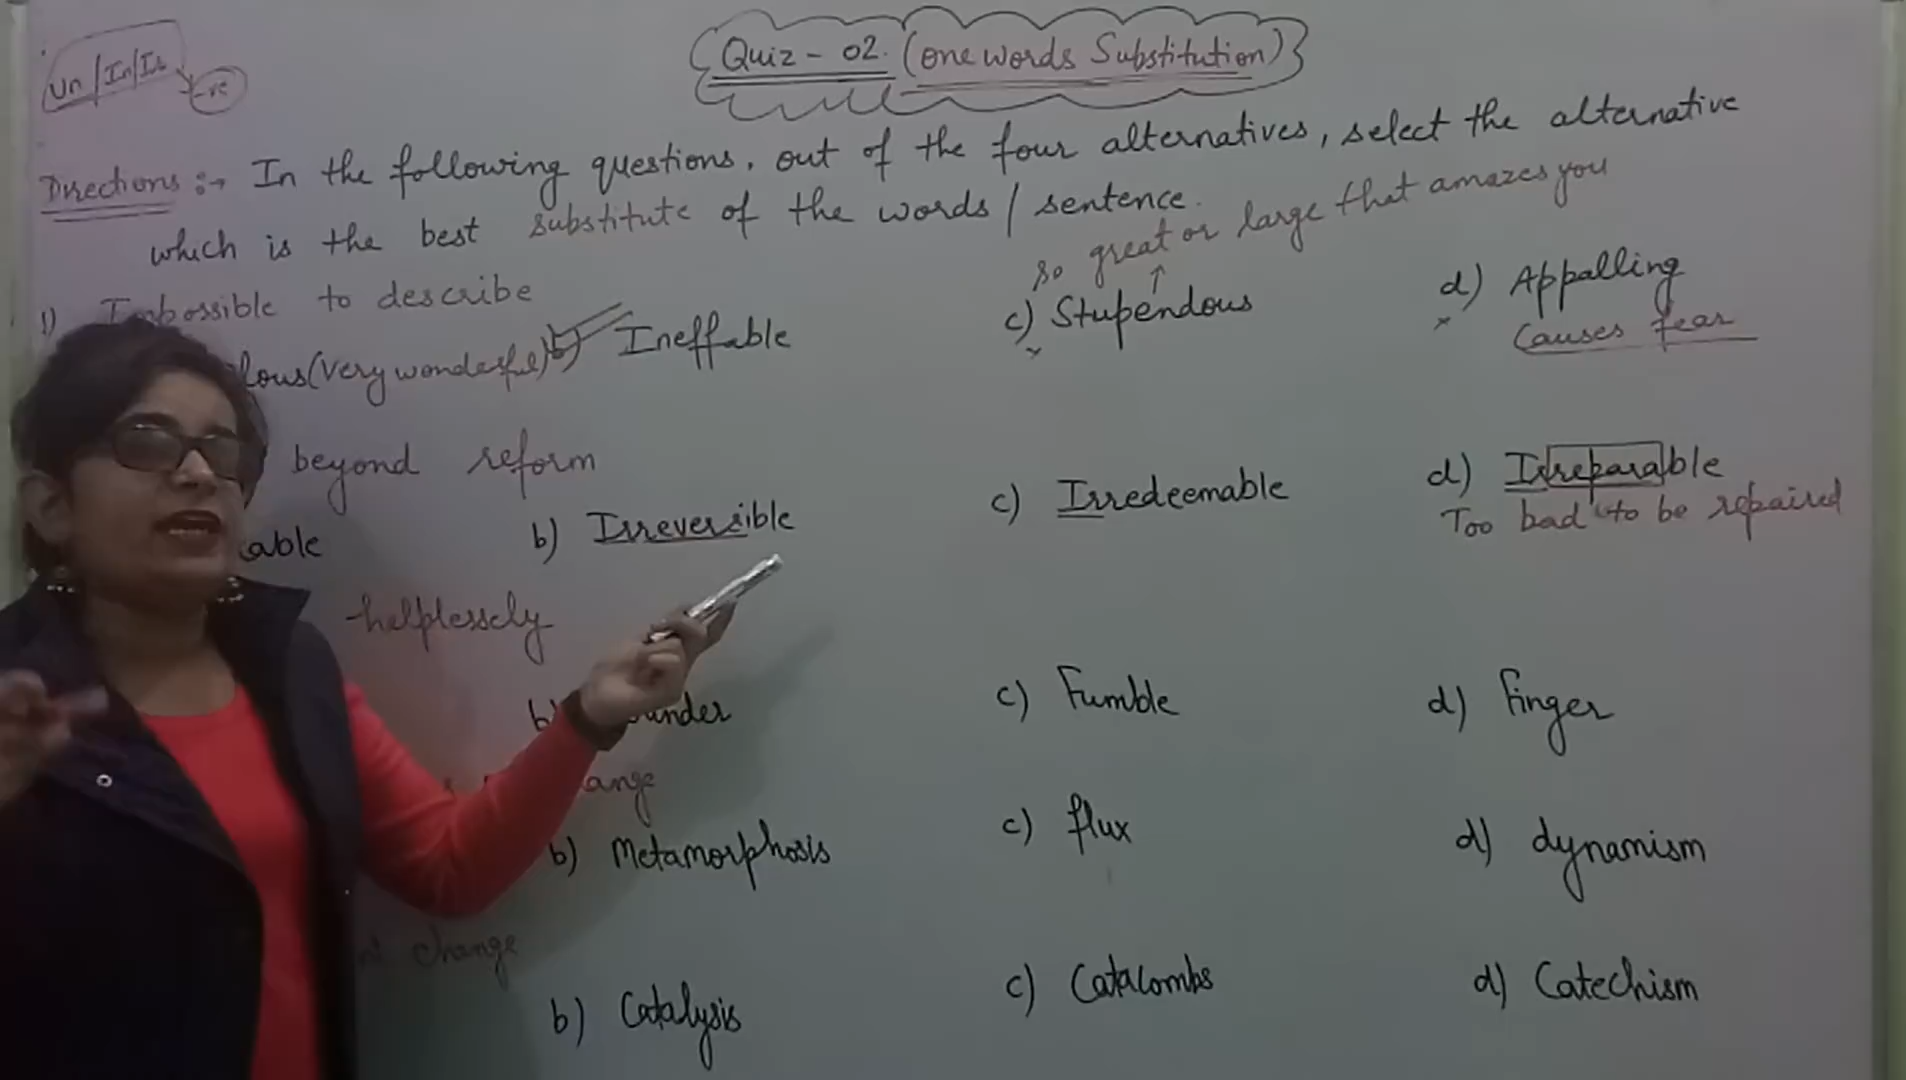 Un/In/Ir
-ve
Quiz - 02. (One words Substitution)
Directions :→ In the following questions, out of the four alternatives, select the alternative
which is the best substitute of the words / sentence.
so great or large that amazes you
1) Impossible to describe
lous (Very wonderful) b) Ineffable c) Stupendous d) Appalling
Causes fear
beyond reform
able b) Irreversible c) Irredeemable d) Irreparable
Too bad to be repaired
helplessely
b) under c) Fumble d) Finger
ange
b) Metamorphosis c) flux d) dynamism
change
b) Catalysis c) Catacombs d) Catechism